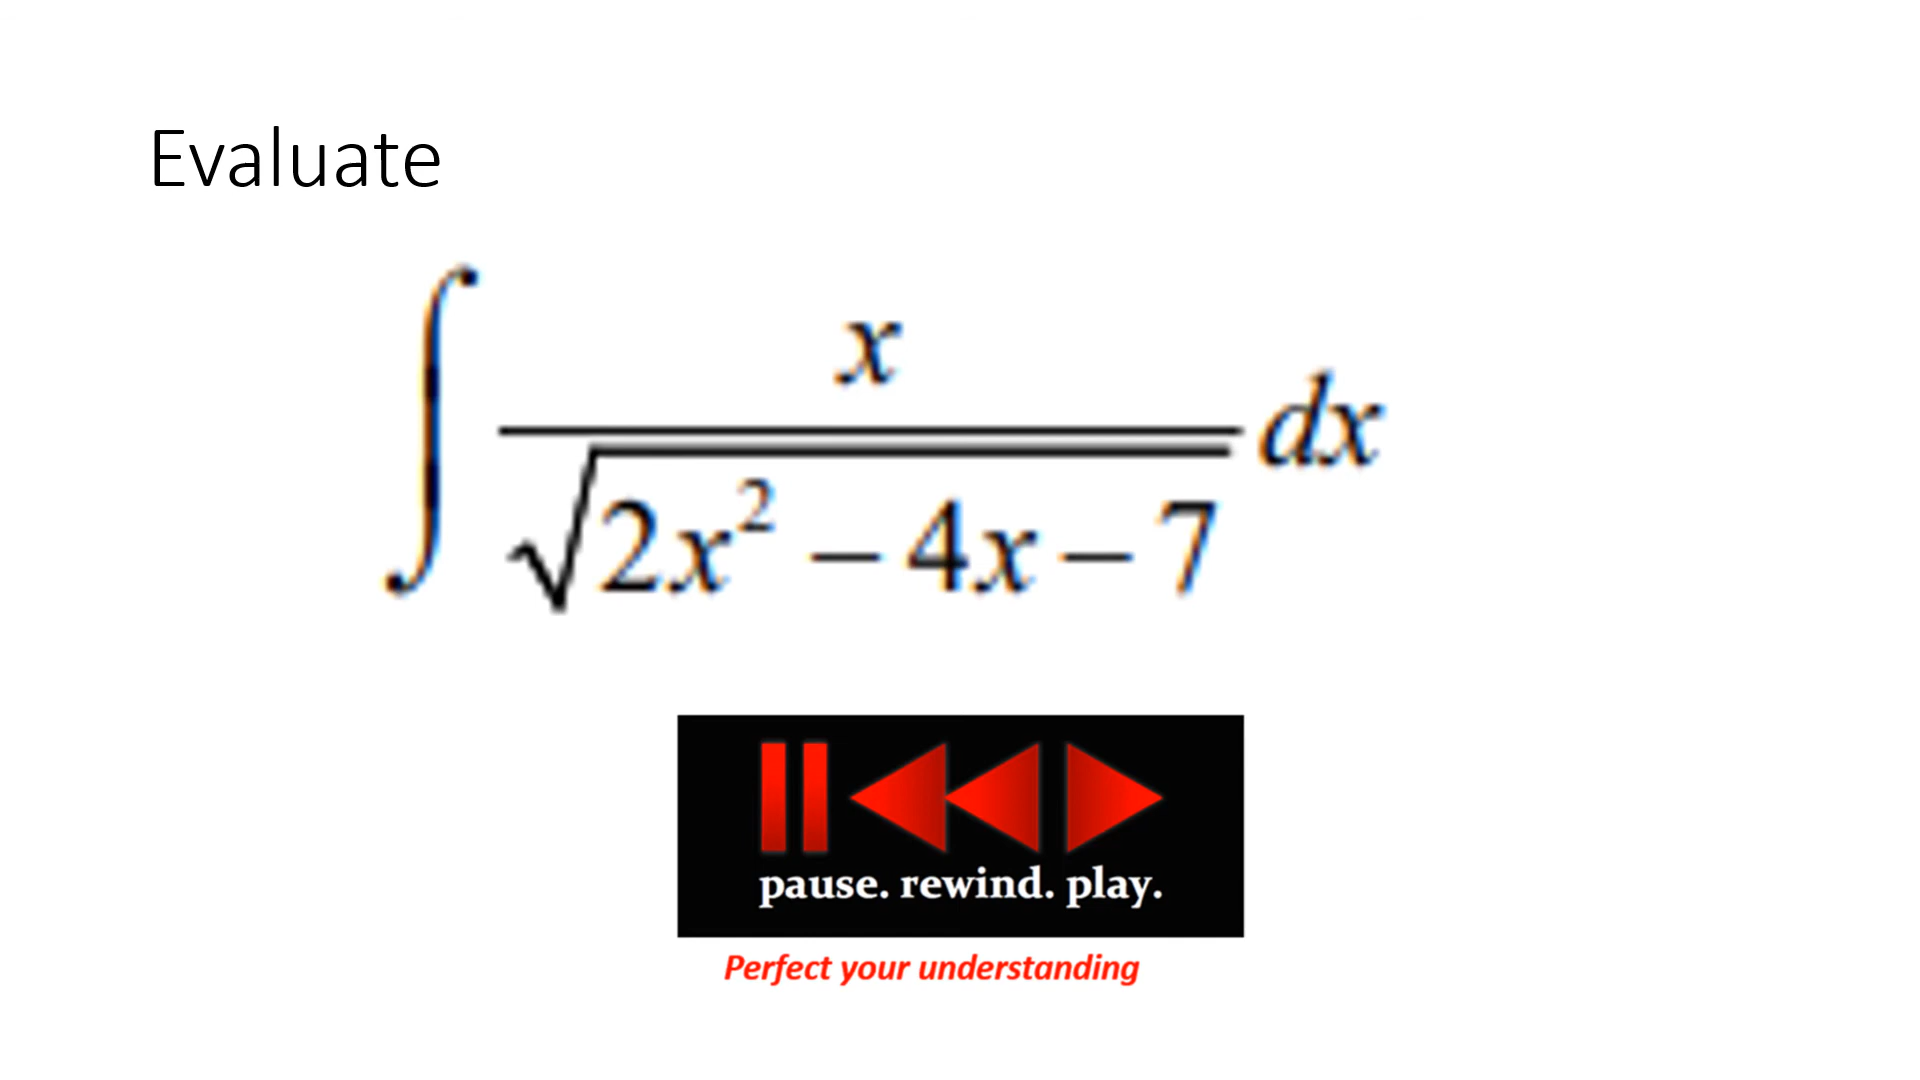 Evaluate
∫ x / √(2x² − 4x − 7) dx
pause. rewind. play.
Perfect your understanding